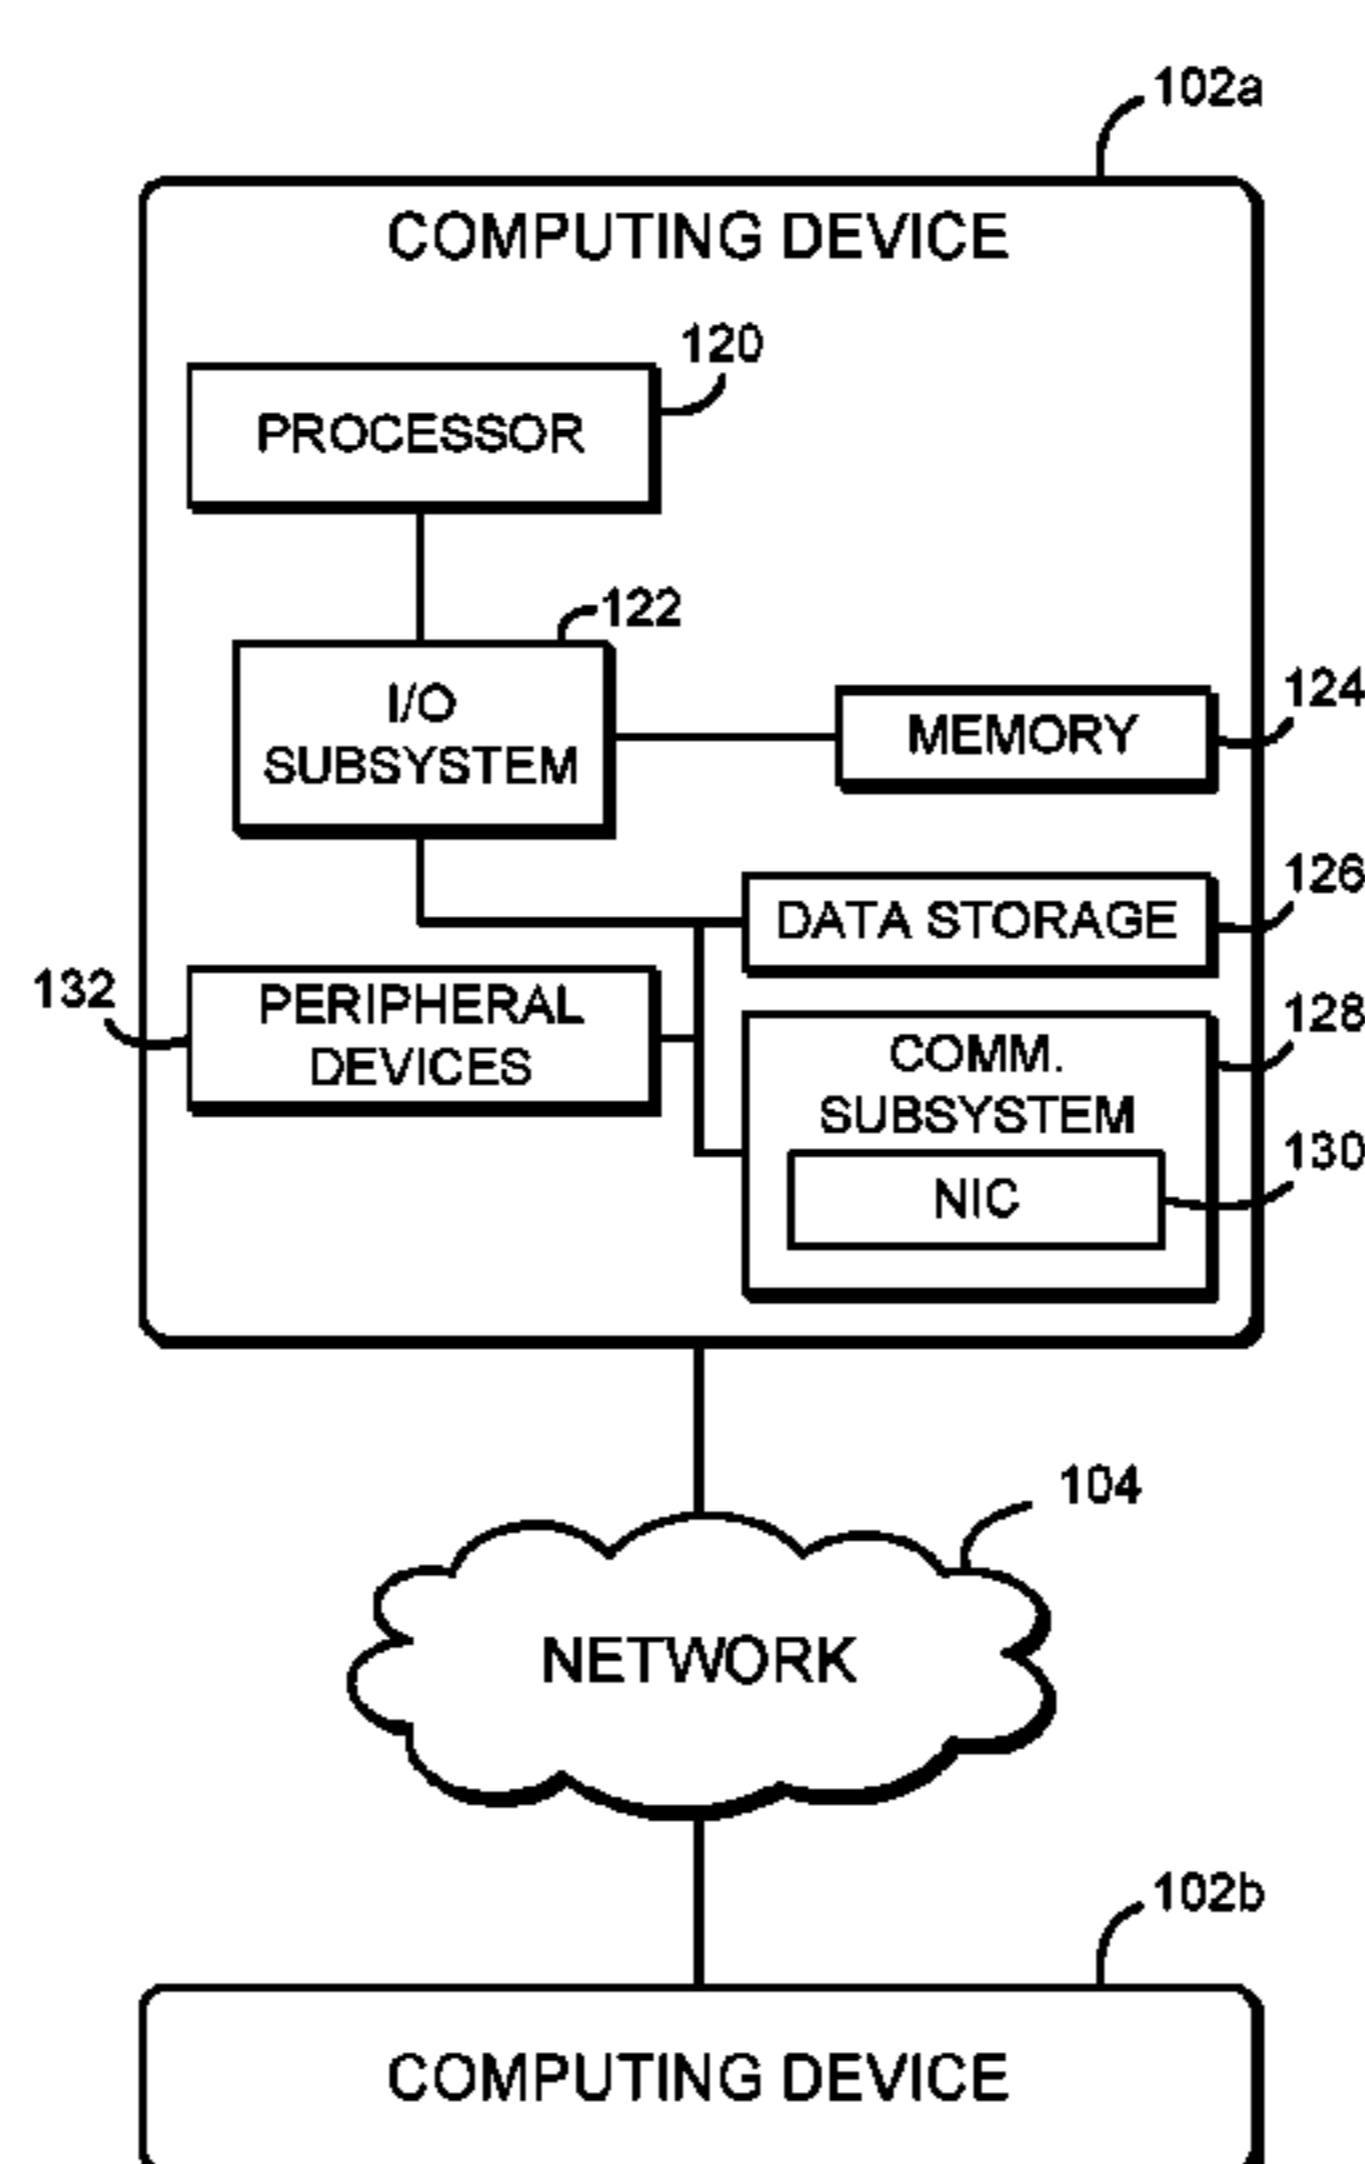 102a
COMPUTING DEVICE
120
PROCESSOR
122
I/O
SUBSYSTEM
124
MEMORY
126
DATA STORAGE
132
PERIPHERAL
DEVICES
128
COMM.
SUBSYSTEM
130
NIC
104
NETWORK
102b
COMPUTING DEVICE